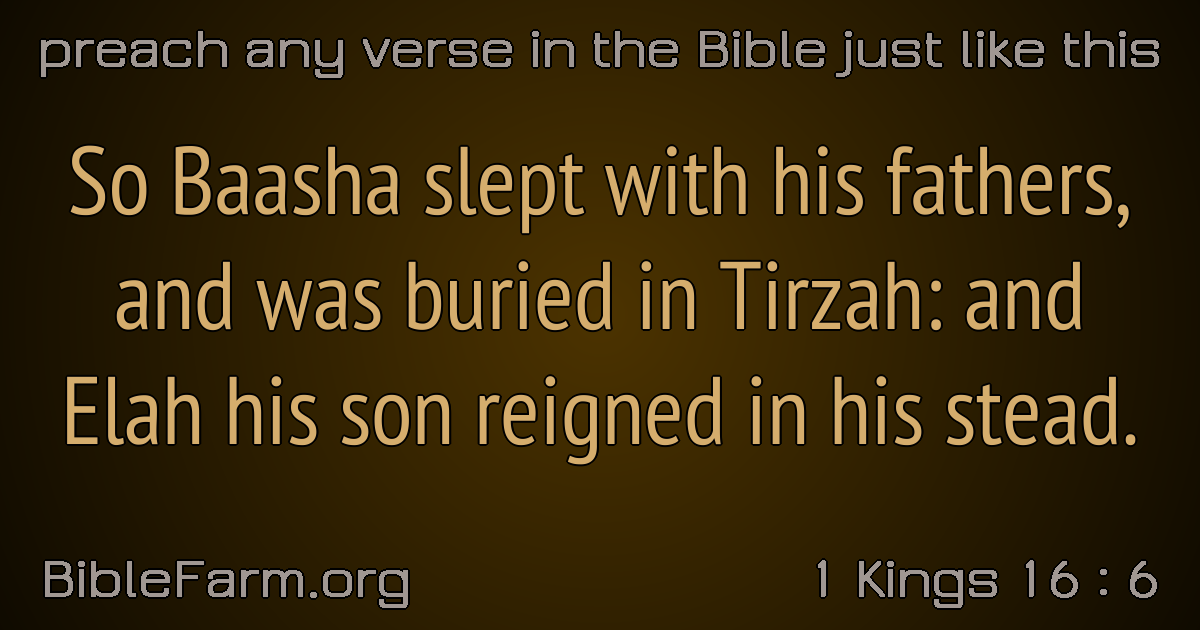 preach any verse in the Bible just like this
So Baasha slept with his fathers,
and was buried in Tirzah: and
Elah his son reigned in his stead.
BibleFarm.org
1 Kings 16 : 6